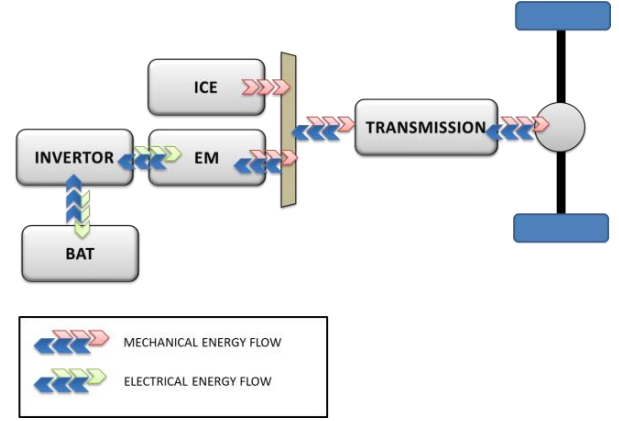 ICE
TRANSMISSION
INVERTOR
EM
BAT
MECHANICAL ENERGY FLOW
ELECTRICAL ENERGY FLOW